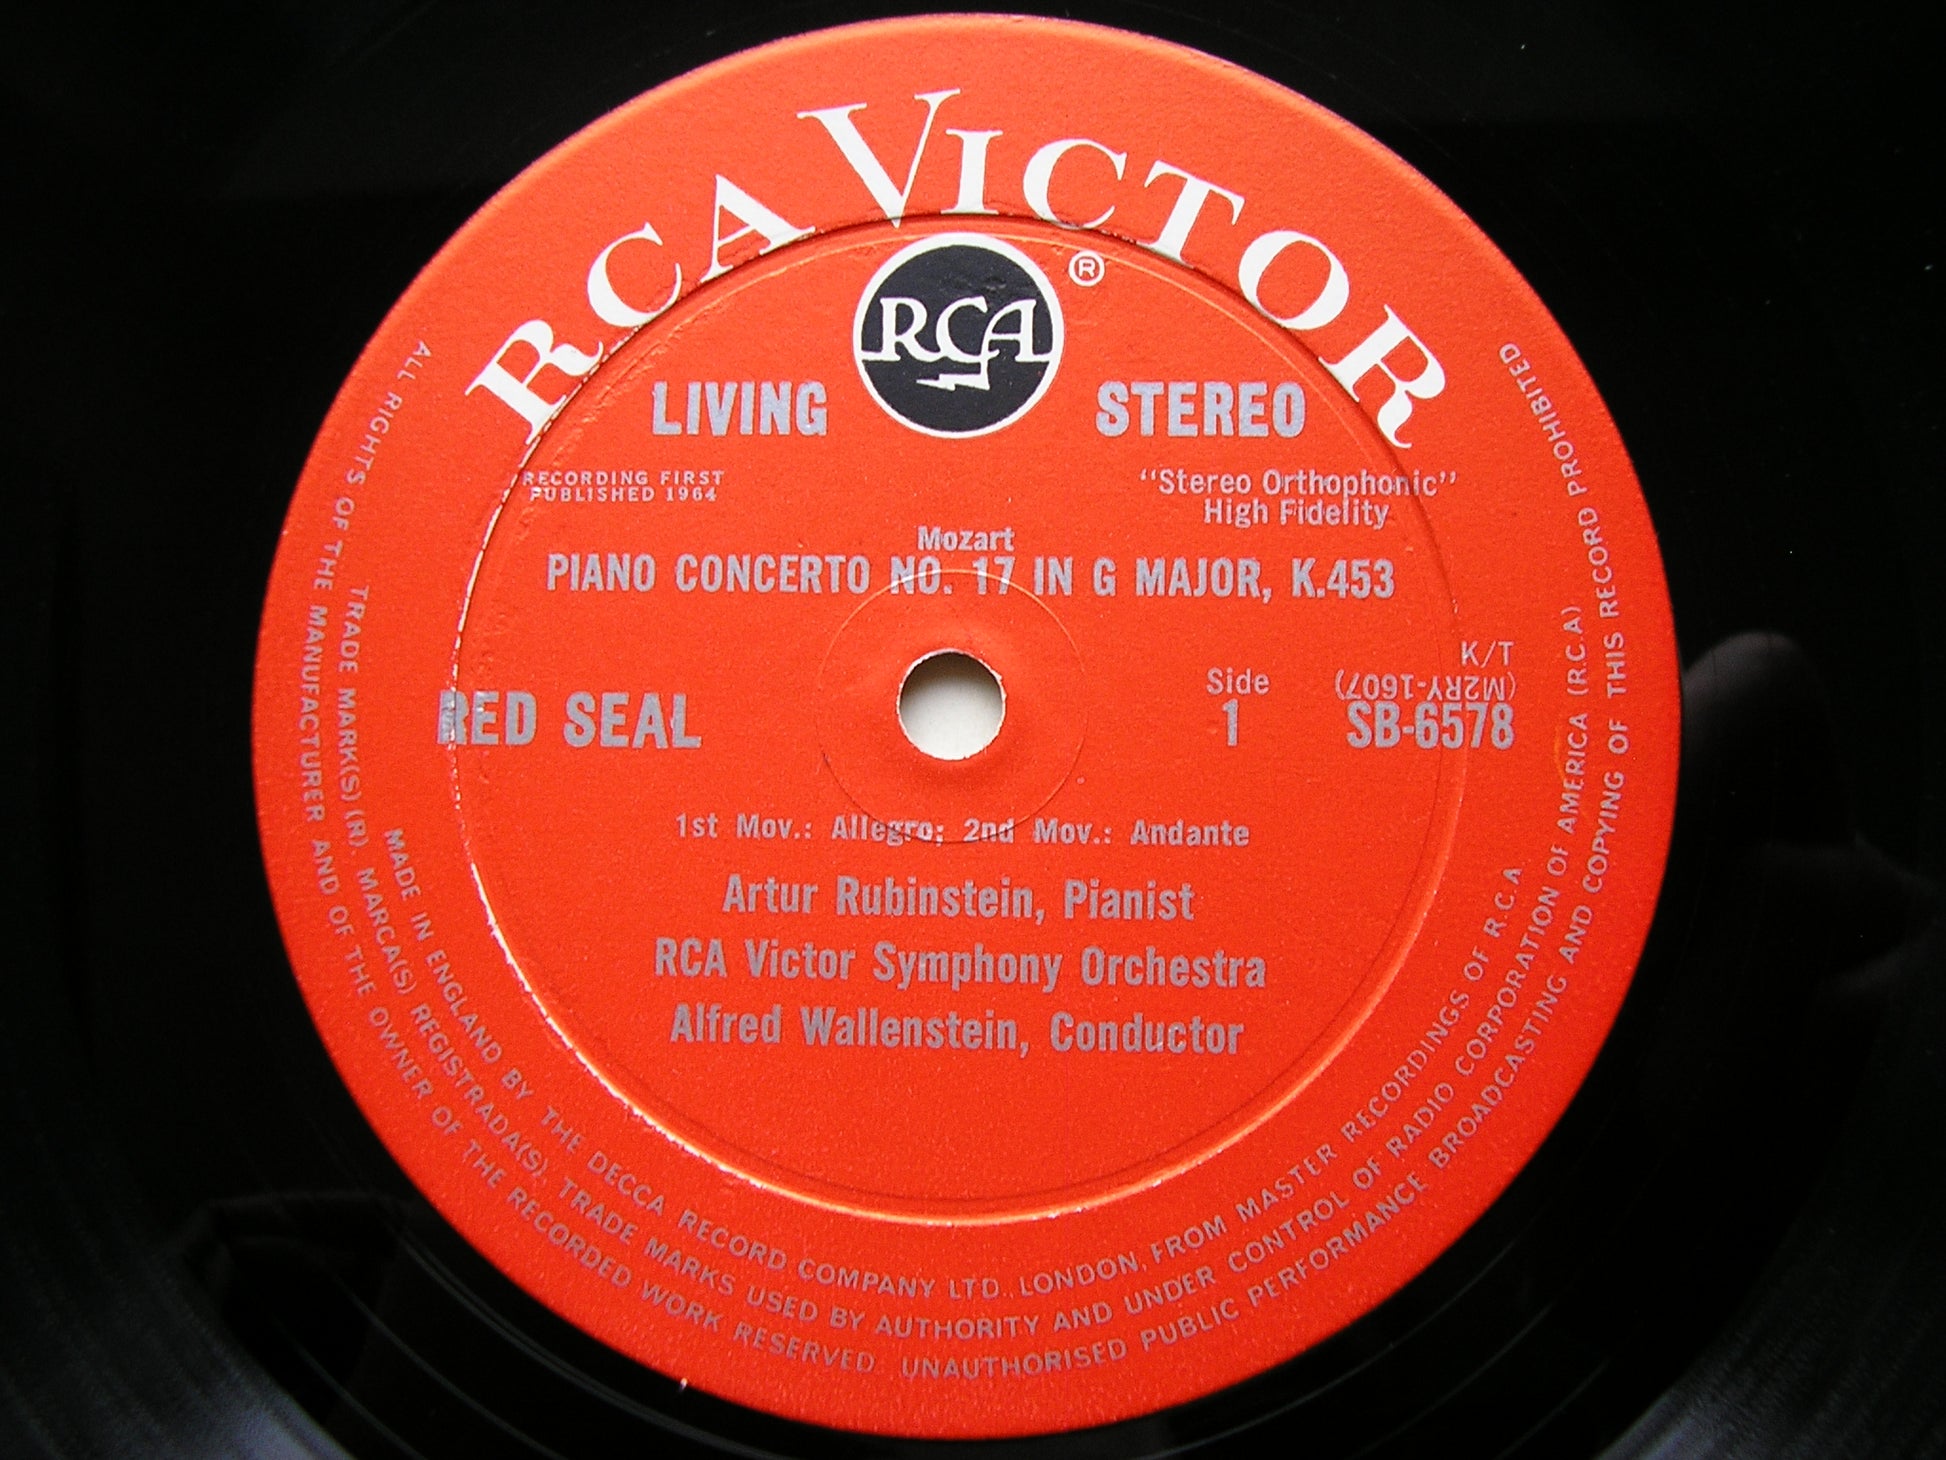 RCA VICTOR
RCA ®
LIVING STEREO
RECORDING FIRST
PUBLISHED 1964
"Stereo Orthophonic"
High Fidelity
Mozart
PIANO CONCERTO NO. 17 IN G MAJOR, K.453
K/T
(M2RY-1607)
RED SEAL
Side
1
SB-6578
1st Mov.: Allegro; 2nd Mov.: Andante
Artur Rubinstein, Pianist
RCA Victor Symphony Orchestra
Alfred Wallenstein, Conductor
MADE IN ENGLAND BY THE DECCA RECORD COMPANY LTD., LONDON, FROM MASTER RECORDINGS OF R.C.A
TRADE MARK(S) (R). MARCA(S) REGISTRADA(S). TRADE MARKS USED BY AUTHORITY AND UNDER CONTROL OF RADIO CORPORATION OF AMERICA (R.C.A)
ALL RIGHTS OF THE MANUFACTURER AND OF THE OWNER OF THE RECORDED WORK RESERVED. UNAUTHORISED PUBLIC PERFORMANCE BROADCASTING AND COPYING OF THIS RECORD PROHIBITED